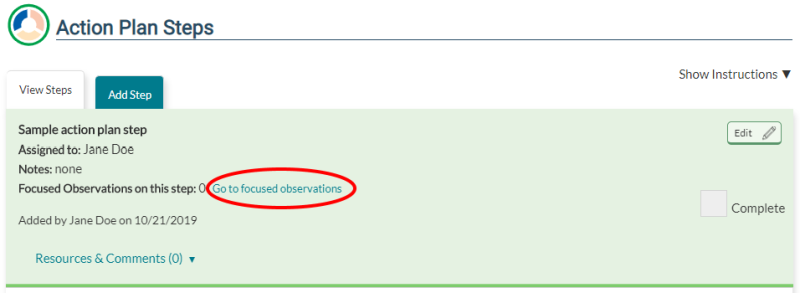 Action Plan Steps
Show Instructions ▼
View Steps
Add Step
Sample action plan step
Edit
Assigned to: Jane Doe
Notes: none
Focused Observations on this step: 0 Go to focused observations
Complete
Added by Jane Doe on 10/21/2019
Resources & Comments (0) ▼